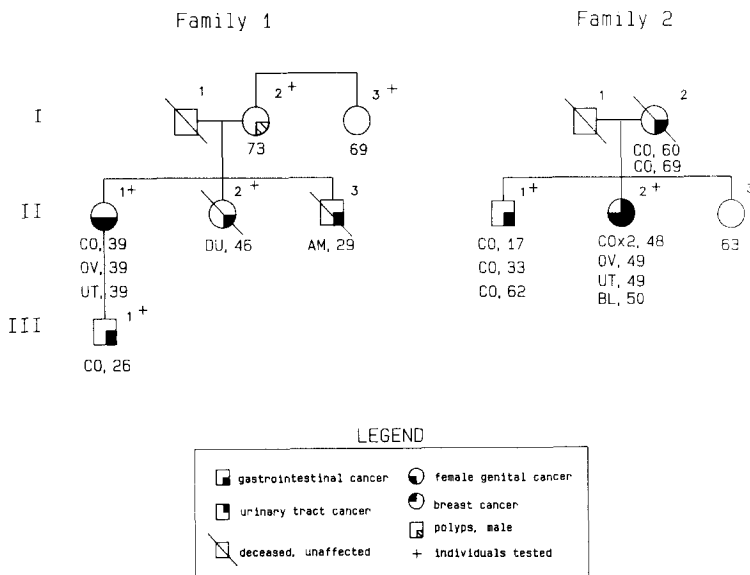 Family 1
Family 2
I
1
2 +
3 +
73
69
1
2
CO, 60
CO, 69
II
1+
2 +
3
CO, 39
OV, 39
UT, 39
DU, 46
AM, 29
1+
2 +
3
CO, 17
CO, 33
CO, 62
COx2, 48
OV, 49
UT, 49
BL, 50
63
III
1 +
CO, 26
LEGEND
gastrointestinal cancer
female genital cancer
urinary tract cancer
breast cancer
polyps, male
deceased, unaffected
+ individuals tested